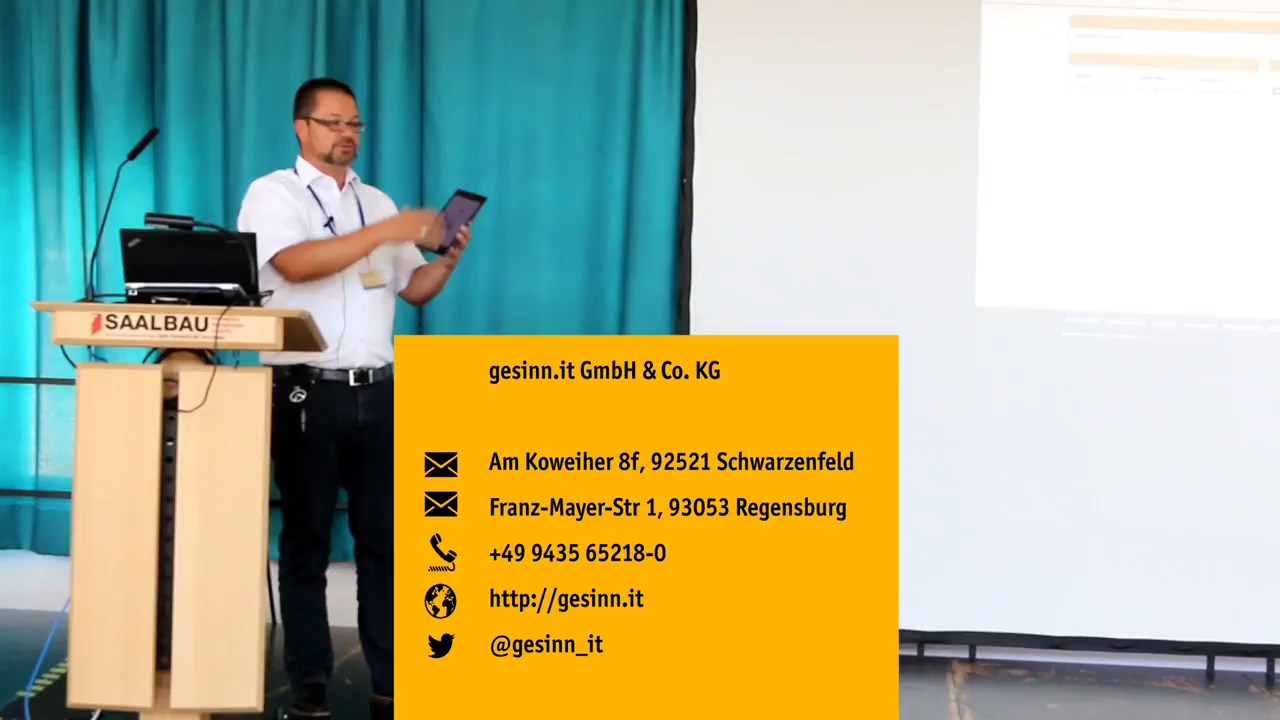 SAALBAU
gesinn.it GmbH & Co. KG
Am Koweiher 8f, 92521 Schwarzenfeld
Franz-Mayer-Str 1, 93053 Regensburg
+49 9435 65218-0
http://gesinn.it
@gesinn_it